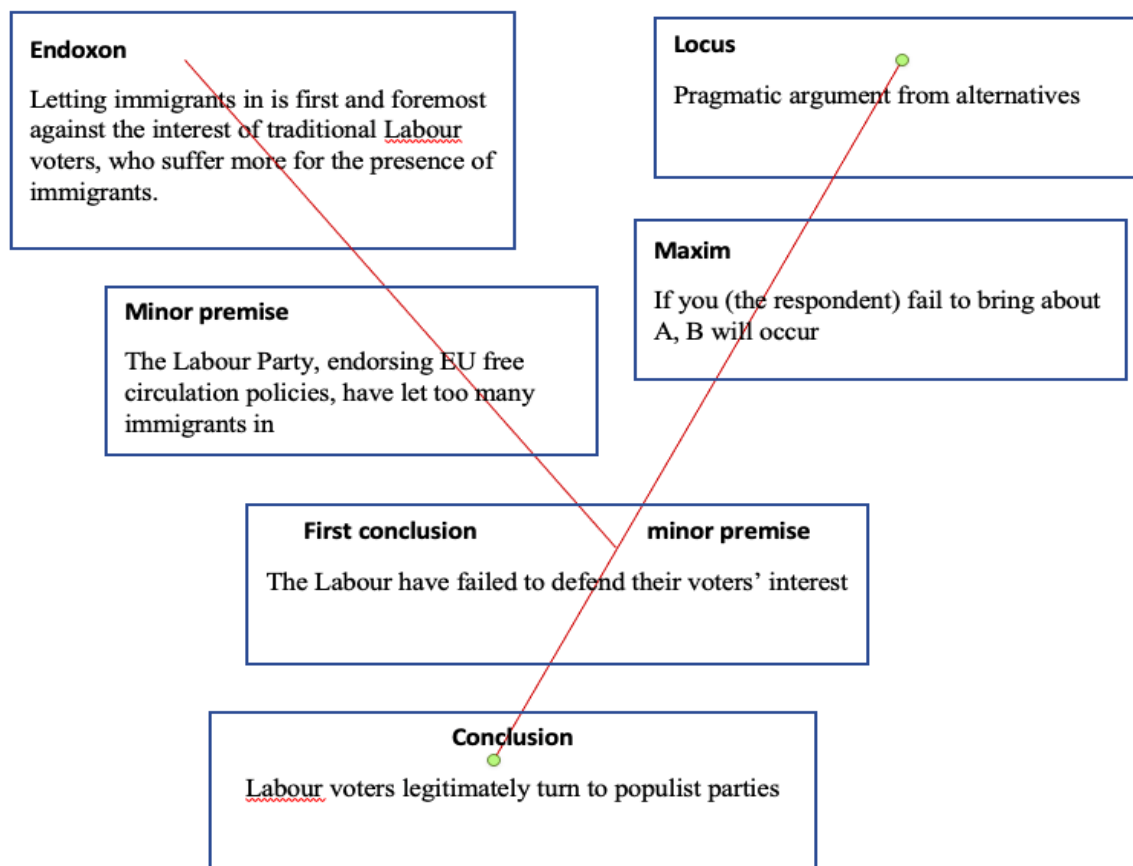 Endoxon
Letting immigrants in is first and foremost
against the interest of traditional Labour
voters, who suffer more for the presence of
immigrants.
Locus
Pragmatic argument from alternatives
Maxim
If you (the respondent) fail to bring about
A, B will occur
Minor premise
The Labour Party, endorsing EU free
circulation policies, have let too many
immigrants in
First conclusion minor premise
The Labour have failed to defend their voters’ interest
Conclusion
Labour voters legitimately turn to populist parties